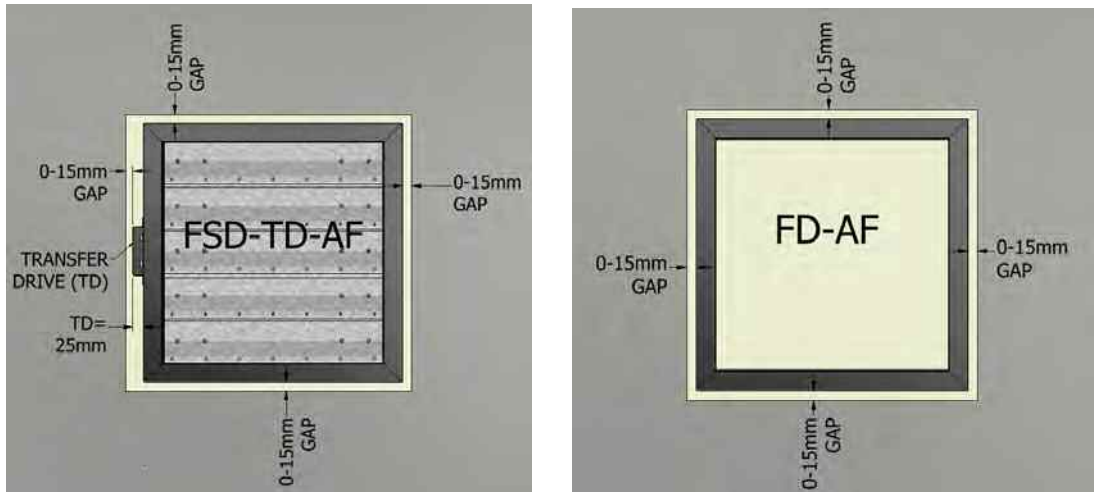 0-15mm
GAP
0-15mm
GAP
0-15mm
GAP
FSD-TD-AF
TRANSFER
DRIVE (TD)
TD=
25mm
0-15mm
GAP
0-15mm
GAP
FD-AF
0-15mm
GAP
0-15mm
GAP
0-15mm
GAP